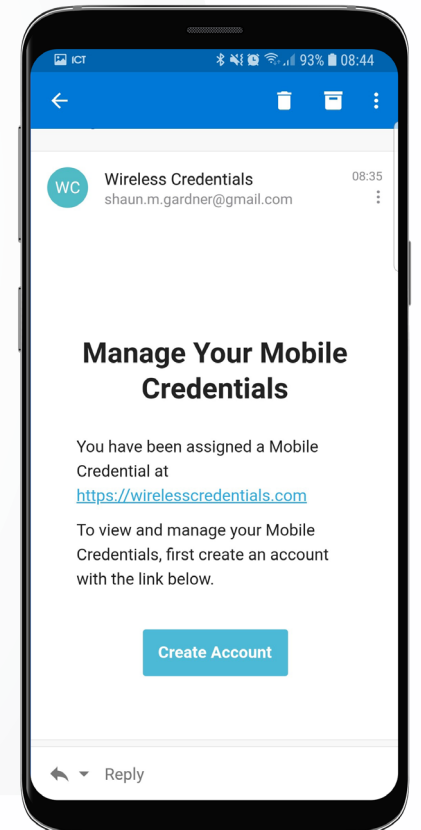 ICT 93% 08:44
WC Wireless Credentials 08:35
shaun.m.gardner@gmail.com
Manage Your Mobile
Credentials
You have been assigned a Mobile
Credential at
https://wirelesscredentials.com
To view and manage your Mobile
Credentials, first create an account
with the link below.
Create Account
Reply